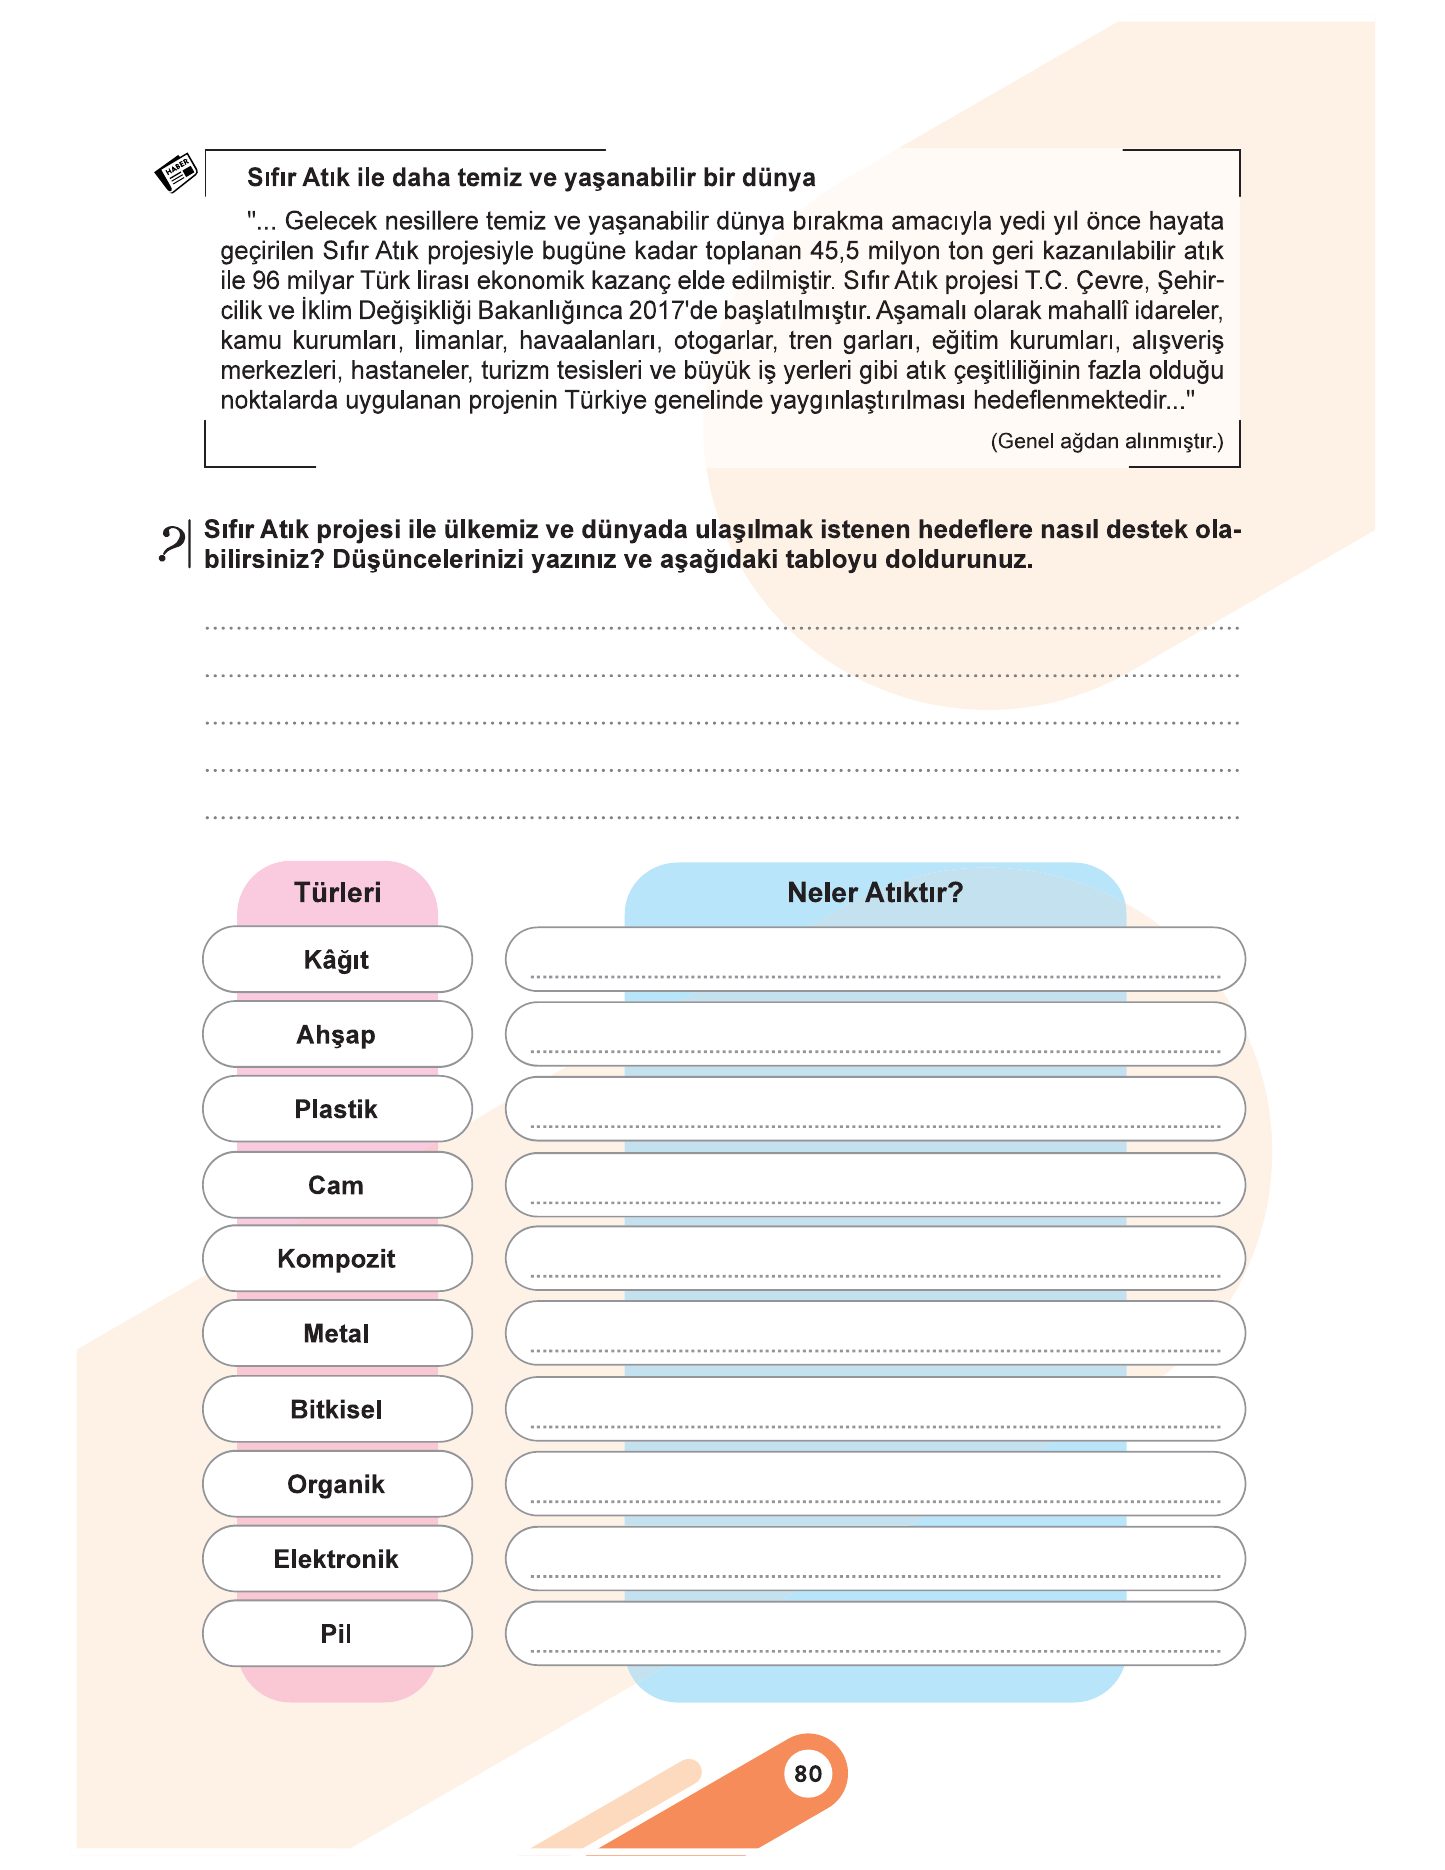 HABER
Sıfır Atık ile daha temiz ve yaşanabilir bir dünya
"... Gelecek nesillere temiz ve yaşanabilir dünya bırakma amacıyla yedi yıl önce hayata
geçirilen Sıfır Atık projesiyle bugüne kadar toplanan 45,5 milyon ton geri kazanılabilir atık
ile 96 milyar Türk lirası ekonomik kazanç elde edilmiştir. Sıfır Atık projesi T.C. Çevre, Şehir-
cilik ve İklim Değişikliği Bakanlığınca 2017'de başlatılmıştır. Aşamalı olarak mahallî idareler,
kamu kurumları, limanlar, havaalanları, otogarlar, tren garları, eğitim kurumları, alışveriş
merkezleri, hastaneler, turizm tesisleri ve büyük iş yerleri gibi atık çeşitliliğinin fazla olduğu
noktalarda uygulanan projenin Türkiye genelinde yaygınlaştırılması hedeflenmektedir..."
(Genel ağdan alınmıştır.)
? Sıfır Atık projesi ile ülkemiz ve dünyada ulaşılmak istenen hedeflere nasıl destek ola-
bilirsiniz? Düşüncelerinizi yazınız ve aşağıdaki tabloyu doldurunuz.
Türleri Neler Atıktır?
Kâğıt
Ahşap
Plastik
Cam
Kompozit
Metal
Bitkisel
Organik
Elektronik
Pil
80